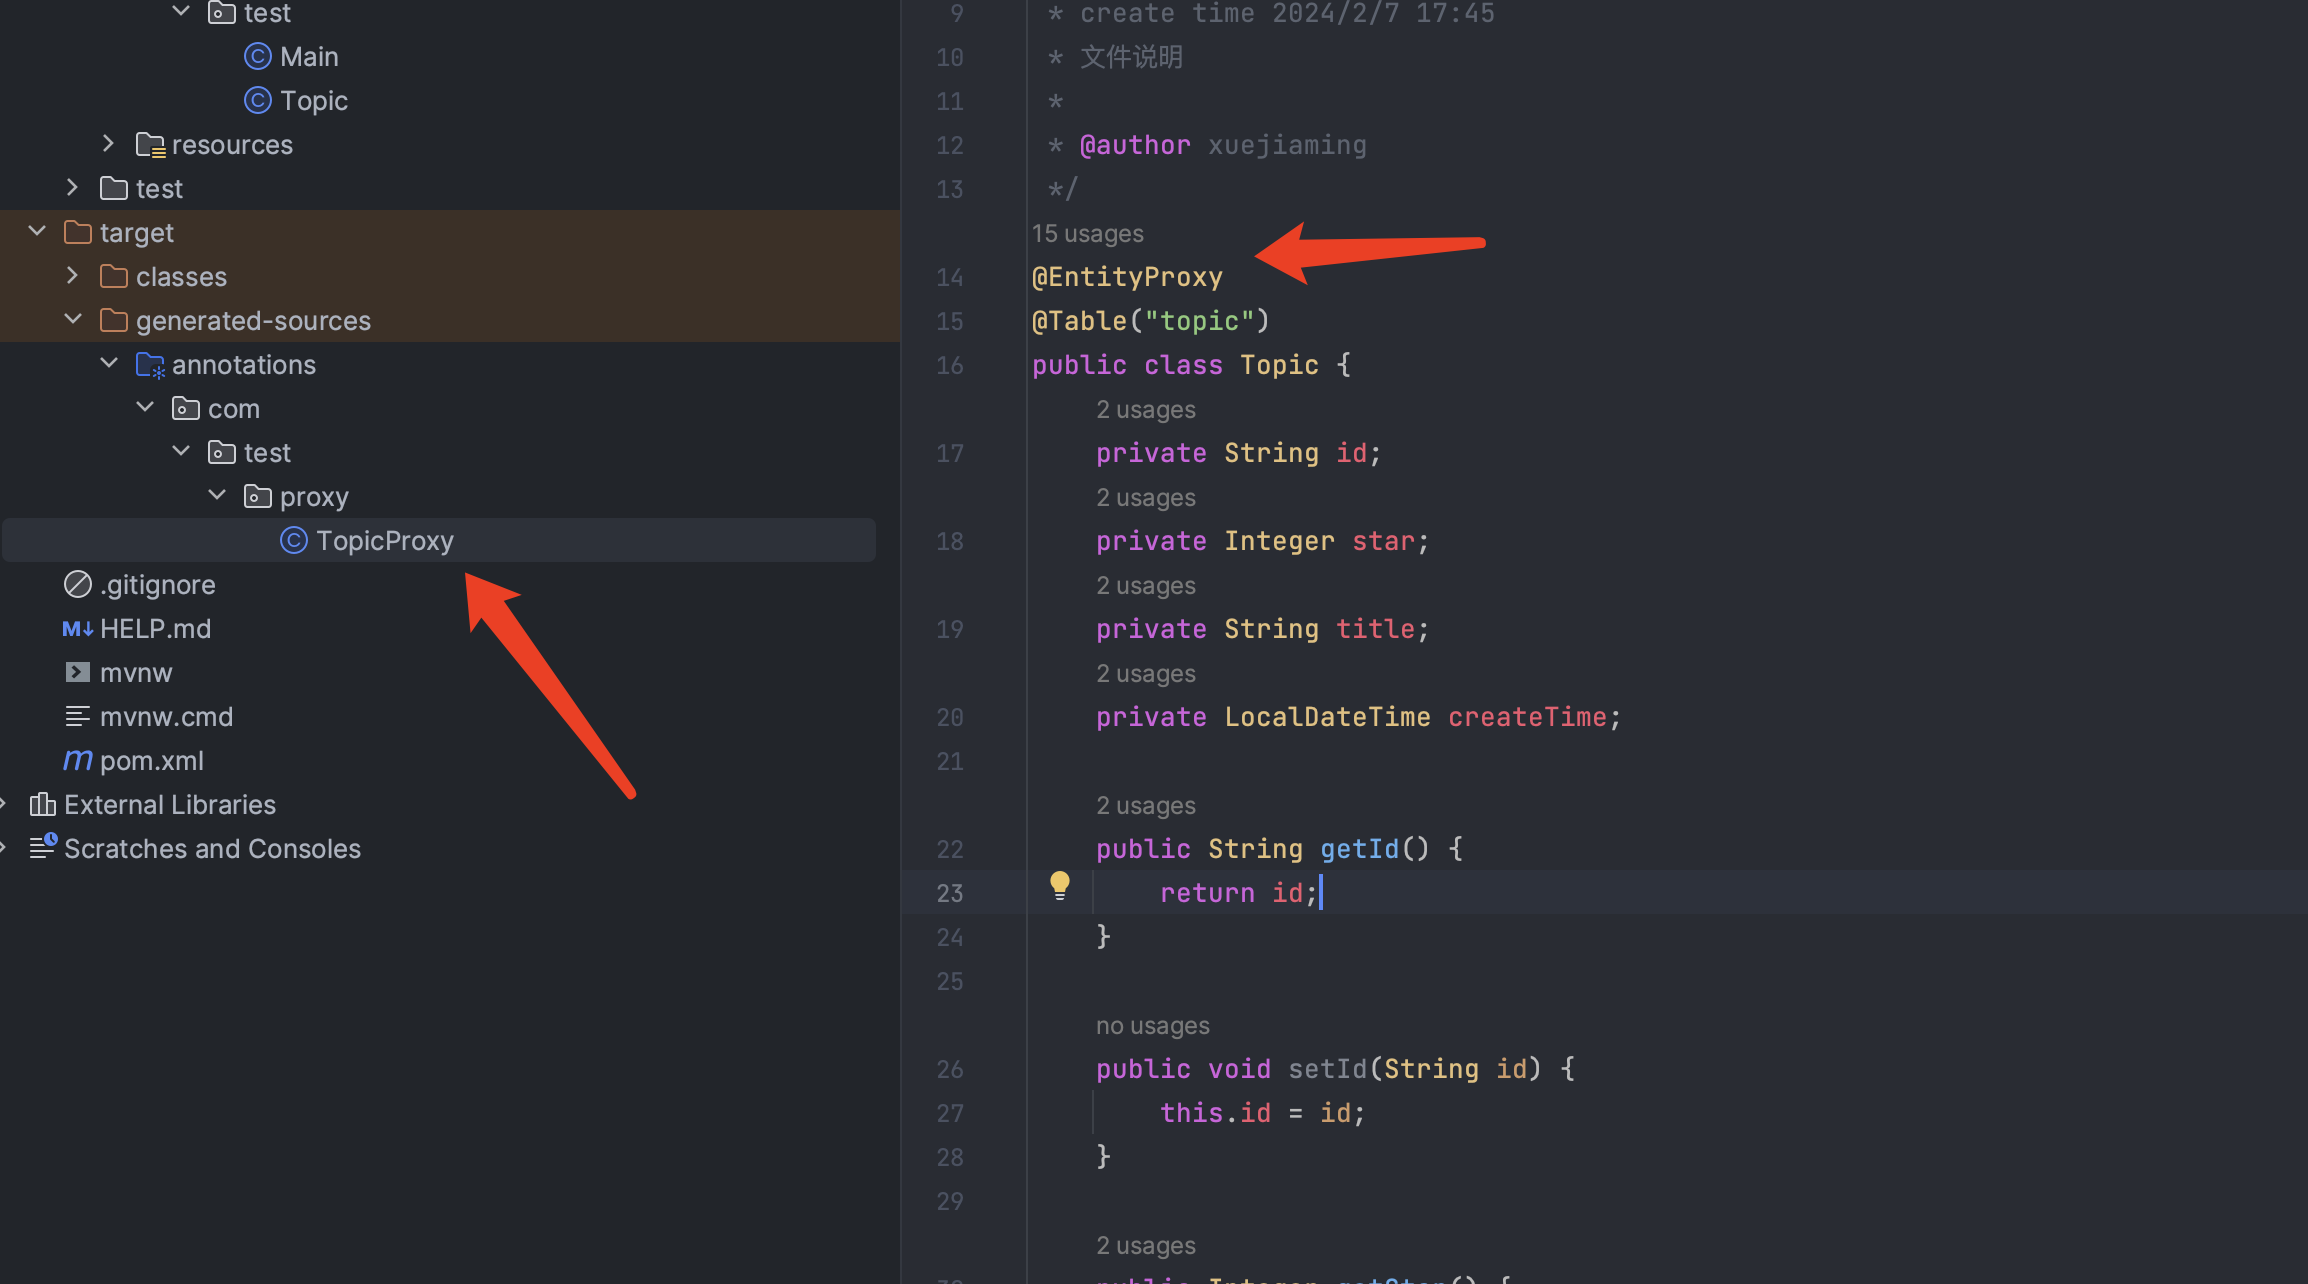 test
Main
Topic
resources
test
target
classes
generated-sources
annotations
com
test
proxy
TopicProxy
.gitignore
HELP.md
mvnw
mvnw.cmd
pom.xml
External Libraries
Scratches and Consoles
9 * create time 2024/2/7 17:45
10 * 文件说明
11 *
12 * @author xuejiaming
13 */
15 usages
14 @EntityProxy
15 @Table("topic")
16 public class Topic {
2 usages
17 private String id;
2 usages
18 private Integer star;
2 usages
19 private String title;
2 usages
20 private LocalDateTime createTime;
21
2 usages
22 public String getId() {
23 return id;
24 }
25
no usages
26 public void setId(String id) {
27 this.id = id;
28 }
29
2 usages
public Integer getStar() {